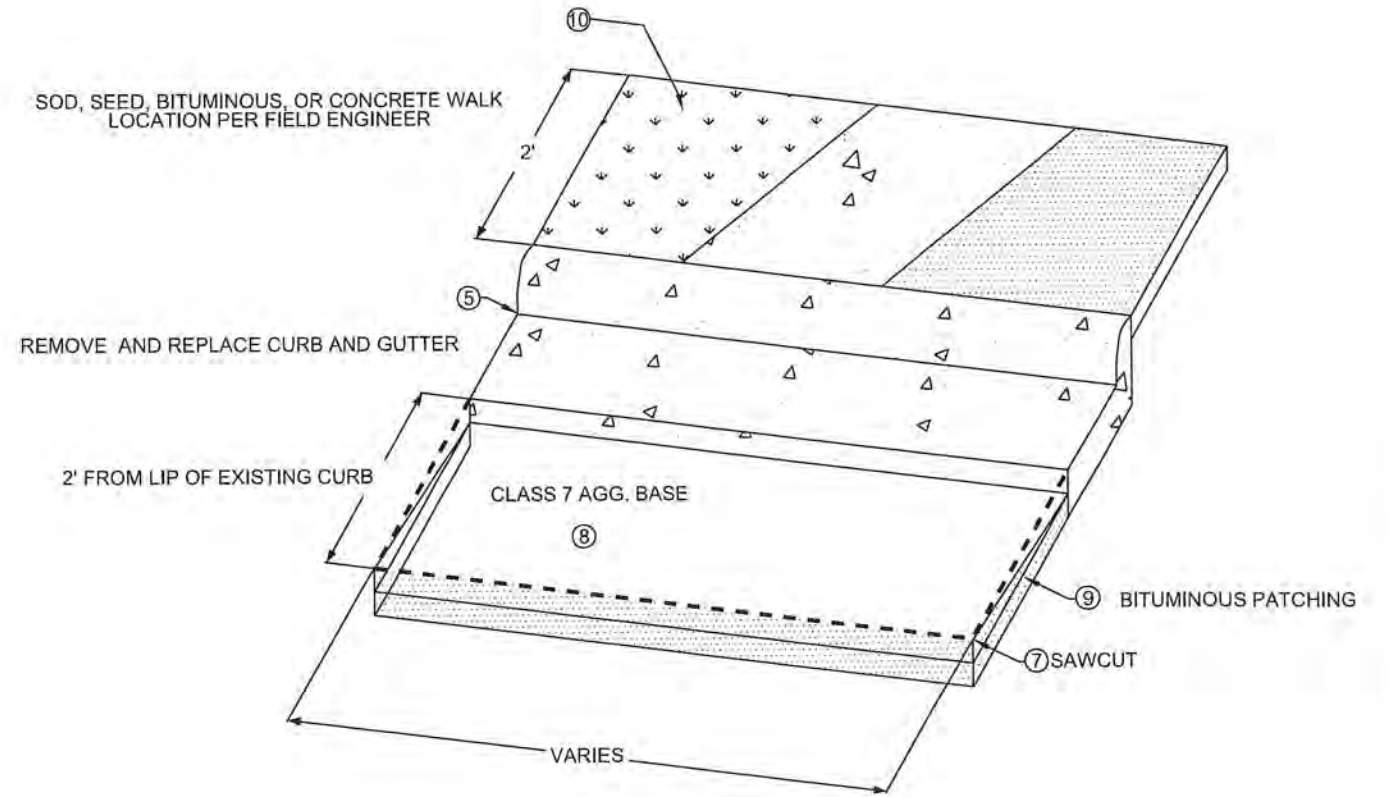 ⑩
SOD, SEED, BITUMINOUS, OR CONCRETE WALK
LOCATION PER FIELD ENGINEER
2'
⑤
REMOVE AND REPLACE CURB AND GUTTER
2' FROM LIP OF EXISTING CURB
CLASS 7 AGG. BASE
⑧
⑨ BITUMINOUS PATCHING
⑦ SAWCUT
VARIES